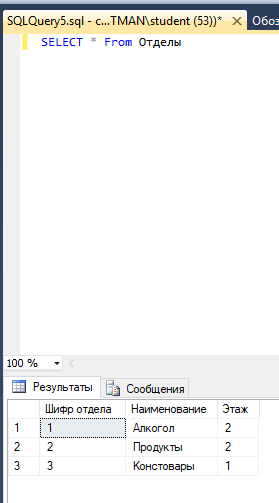 SQLQuery5.sql - c...TMAN\student (53))* Обоз
SELECT * From Отделы
100 %
Результаты Сообщения
Шифр отдела Наименование Этаж
1 1 Алкогол 2
2 2 Продукты 2
3 3 Констовары 1